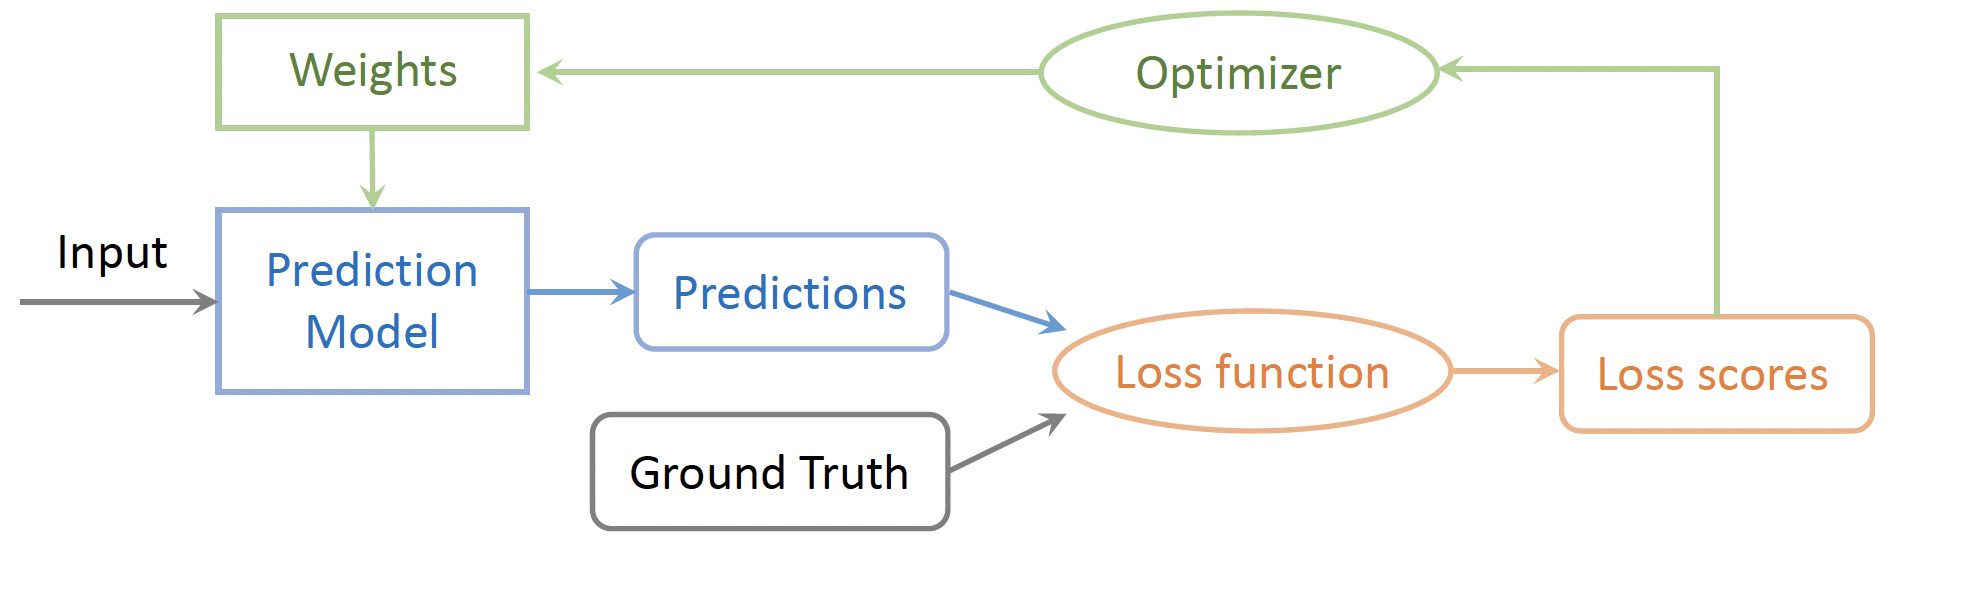 Weights
Optimizer
Input
Prediction
Model
Predictions
Loss function
Loss scores
Ground Truth